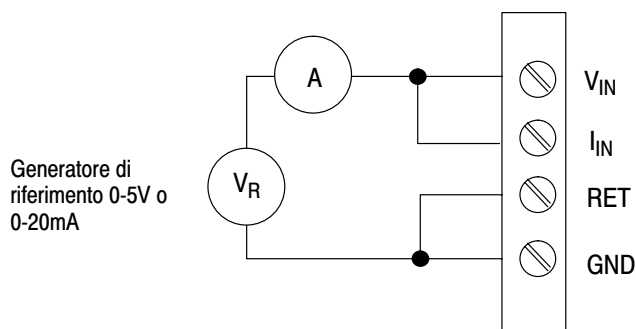 A
V_IN
I_IN
Generatore di
riferimento 0-5V o
0-20mA
V_R
RET
GND